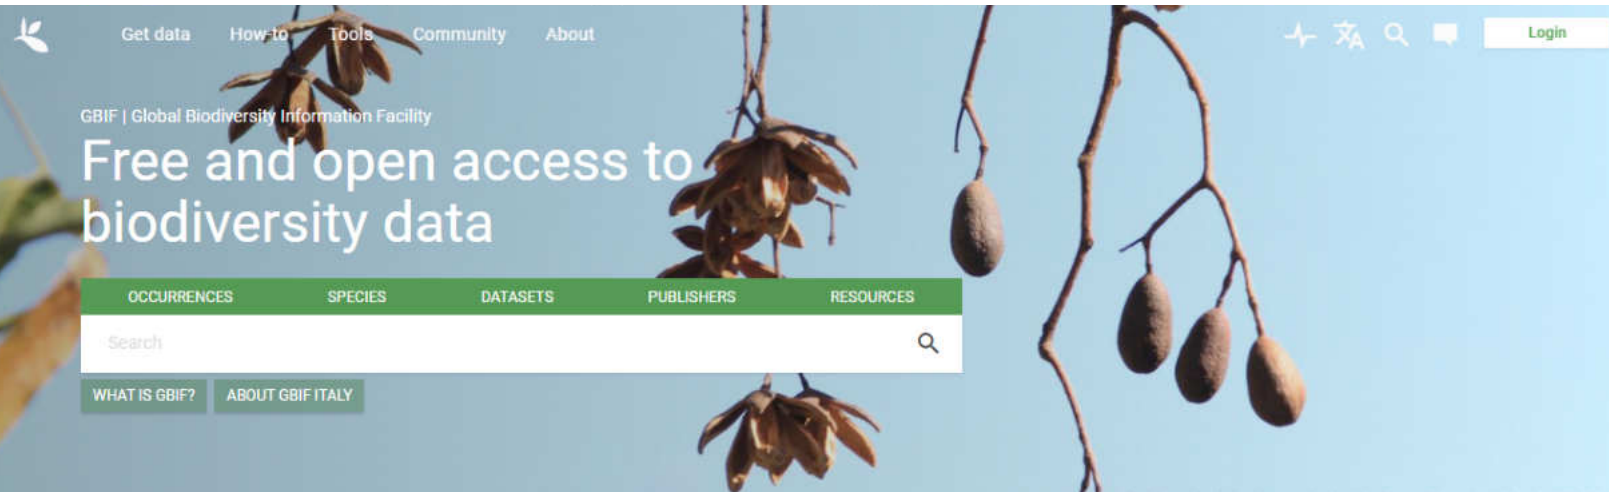 Get data How-to Tools Community About Login
GBIF | Global Biodiversity Information Facility
Free and open access to
biodiversity data
OCCURRENCES SPECIES DATASETS PUBLISHERS RESOURCES
Search
WHAT IS GBIF? ABOUT GBIF ITALY